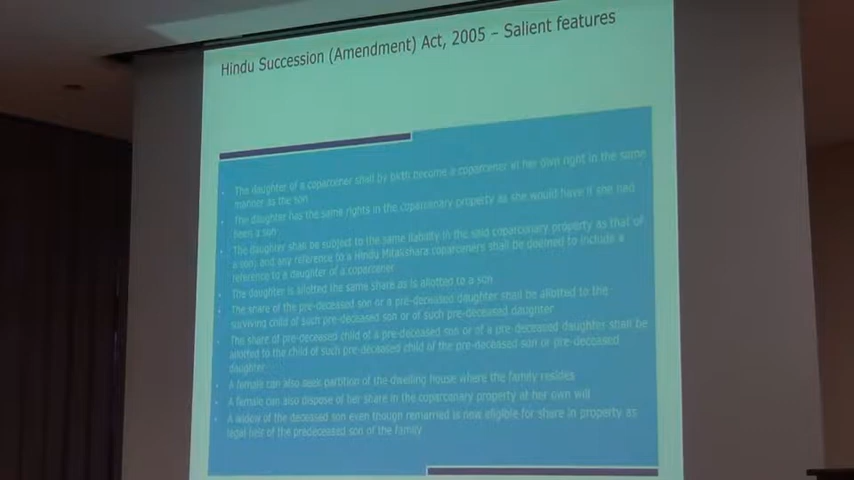 Hindu Succession (Amendment) Act, 2005 – Salient features
The daughter of a coparcener shall by birth become a coparcener at her own right in the same
manner as the son
The daughter has the same rights in the coparcenary property as she would have if she had
been a son
The daughter shall be subject to the same liability in the said coparcenary property as that of
a son; and any reference to a Hindu Mitakshara coparceners shall be deemed to include a
reference to a daughter of a coparcener
The daughter is allotted the same share as is allotted to a son
The share of the pre-deceased son or a pre-deceased daughter shall be allotted to the
surviving child of such pre-deceased son or of such pre-deceased daughter
The share of pre-deceased child of a pre-deceased son or of a pre-deceased daughter shall be
allotted to the child of such pre-deceased child of the pre-deceased son or pre-deceased
daughter
A female can also seek partition of the dwelling house where the family resides
A female can also dispose of her share in the coparcenary property at her own will
A widow of the deceased son even though remarried is now eligible for share in property as
legal heir of the predeceased son of the family